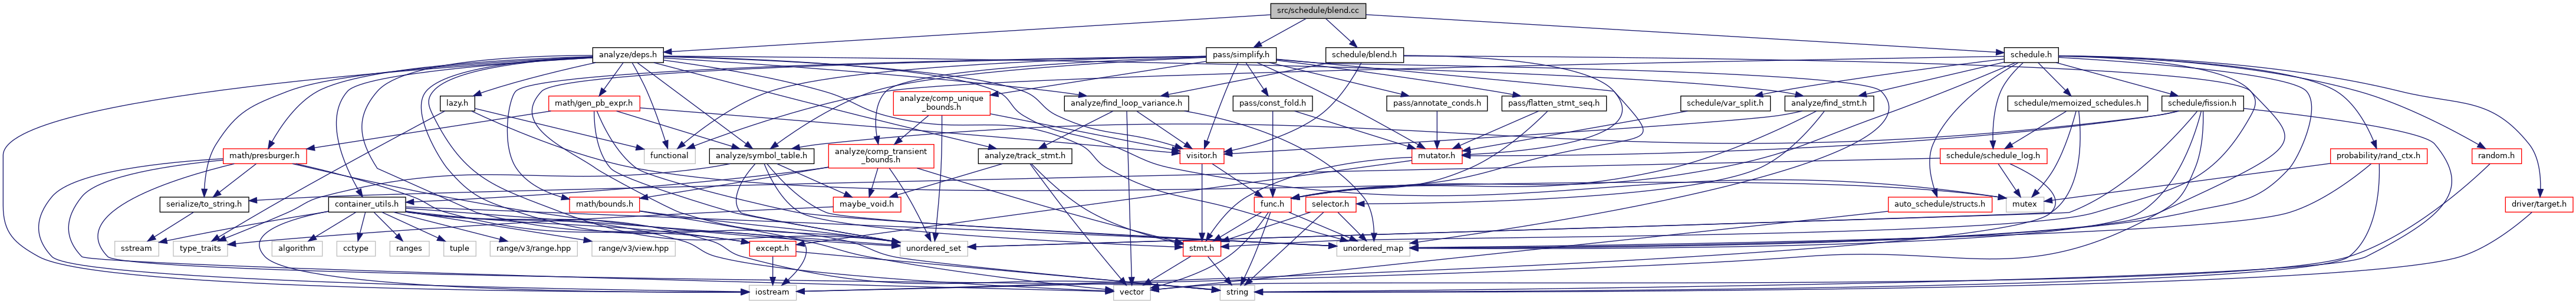 src/schedule/blend.cc
analyze/deps.h
pass/simplify.h
schedule/blend.h
schedule.h
lazy.h
math/gen_pb_expr.h
analyze/comp_unique
_bounds.h
analyze/find_loop_variance.h
pass/const_fold.h
pass/annotate_conds.h
pass/flatten_stmt_seq.h
schedule/var_split.h
analyze/find_stmt.h
schedule/memoized_schedules.h
schedule/fission.h
math/presburger.h
functional
analyze/symbol_table.h
analyze/comp_transient
_bounds.h
analyze/track_stmt.h
visitor.h
mutator.h
schedule/schedule_log.h
probability/rand_ctx.h
random.h
serialize/to_string.h
container_utils.h
math/bounds.h
maybe_void.h
func.h
selector.h
auto_schedule/structs.h
mutex
driver/target.h
sstream
type_traits
algorithm
cctype
ranges
tuple
range/v3/range.hpp
range/v3/view.hpp
except.h
unordered_set
stmt.h
unordered_map
iostream
vector
string